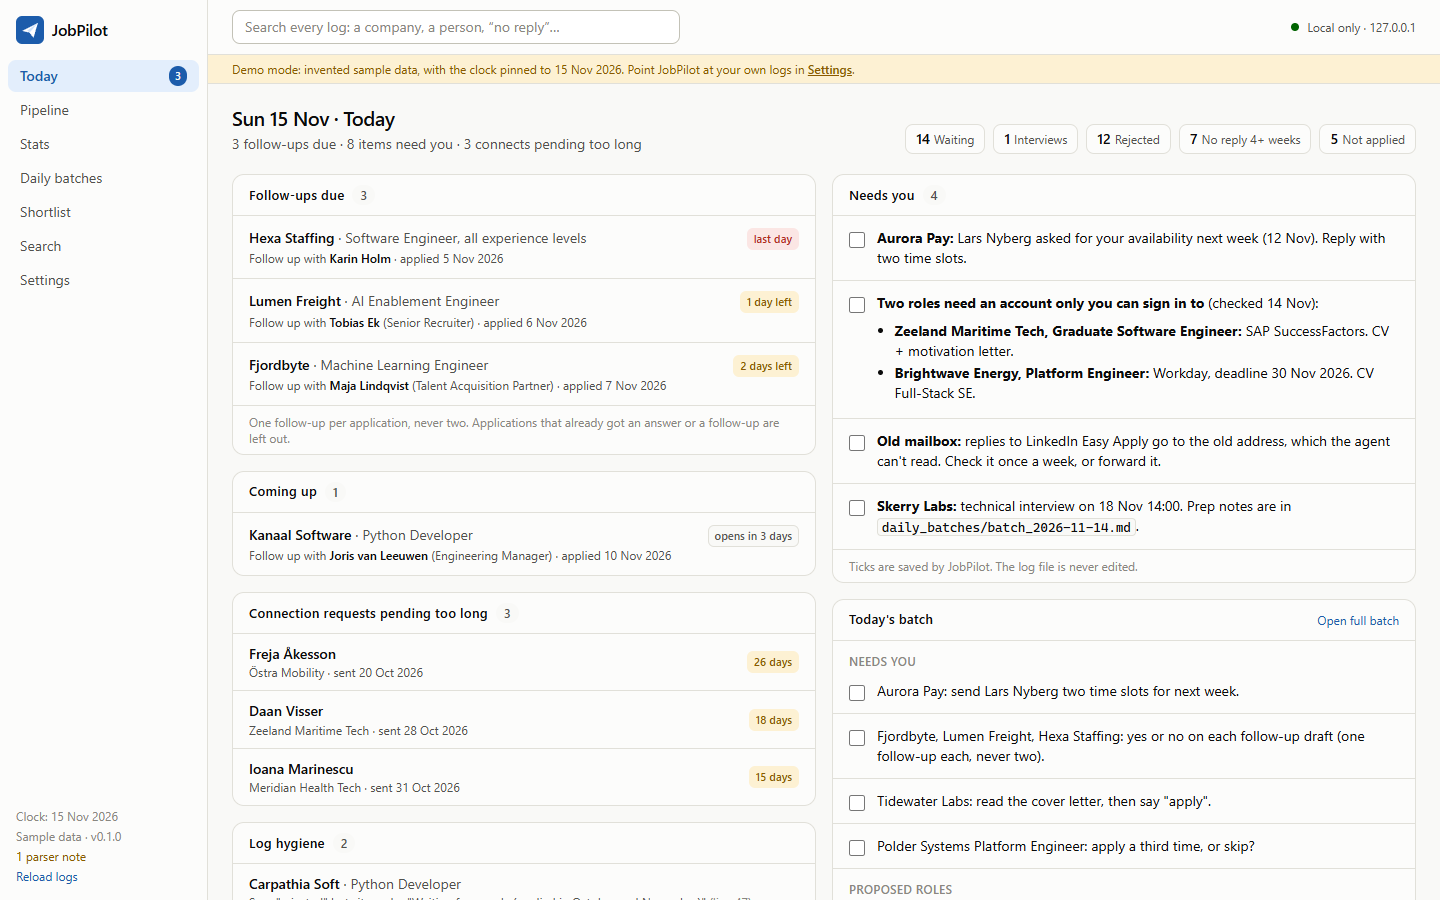 JobPilot
Today 3
Pipeline
Stats
Daily batches
Shortlist
Search
Settings
Clock: 15 Nov 2026
Sample data · v0.1.0
1 parser note
Reload logs
Search every log: a company, a person, “no reply”…
Local only · 127.0.0.1
Demo mode: invented sample data, with the clock pinned to 15 Nov 2026. Point JobPilot at your own logs in Settings.
Sun 15 Nov · Today
3 follow-ups due · 8 items need you · 3 connects pending too long
14 Waiting
1 Interviews
12 Rejected
7 No reply 4+ weeks
5 Not applied
Follow-ups due 3
Hexa Staffing · Software Engineer, all experience levels
last day
Follow up with Karin Holm · applied 5 Nov 2026
Lumen Freight · AI Enablement Engineer
1 day left
Follow up with Tobias Ek (Senior Recruiter) · applied 6 Nov 2026
Fjordbyte · Machine Learning Engineer
2 days left
Follow up with Maja Lindqvist (Talent Acquisition Partner) · applied 7 Nov 2026
One follow-up per application, never two. Applications that already got an answer or a follow-up are
left out.
Coming up 1
Kanaal Software · Python Developer
opens in 3 days
Follow up with Joris van Leeuwen (Engineering Manager) · applied 10 Nov 2026
Connection requests pending too long 3
Freja Åkesson
26 days
Östra Mobility · sent 20 Oct 2026
Daan Visser
18 days
Zeeland Maritime Tech · sent 28 Oct 2026
Ioana Marinescu
15 days
Meridian Health Tech · sent 31 Oct 2026
Log hygiene 2
Carpathia Soft · Python Developer
Needs you 4
Aurora Pay: Lars Nyberg asked for your availability next week (12 Nov). Reply with
two time slots.
Two roles need an account only you can sign in to (checked 14 Nov):
• Zeeland Maritime Tech, Graduate Software Engineer: SAP SuccessFactors. CV
+ motivation letter.
• Brightwave Energy, Platform Engineer: Workday, deadline 30 Nov 2026. CV
Full-Stack SE.
Old mailbox: replies to LinkedIn Easy Apply go to the old address, which the agent
can't read. Check it once a week, or forward it.
Skerry Labs: technical interview on 18 Nov 14:00. Prep notes are in
daily_batches/batch_2026-11-14.md.
Ticks are saved by JobPilot. The log file is never edited.
Today's batch
Open full batch
NEEDS YOU
Aurora Pay: send Lars Nyberg two time slots for next week.
Fjordbyte, Lumen Freight, Hexa Staffing: yes or no on each follow-up draft (one
follow-up each, never two).
Tidewater Labs: read the cover letter, then say "apply".
Polder Systems Platform Engineer: apply a third time, or skip?
PROPOSED ROLES